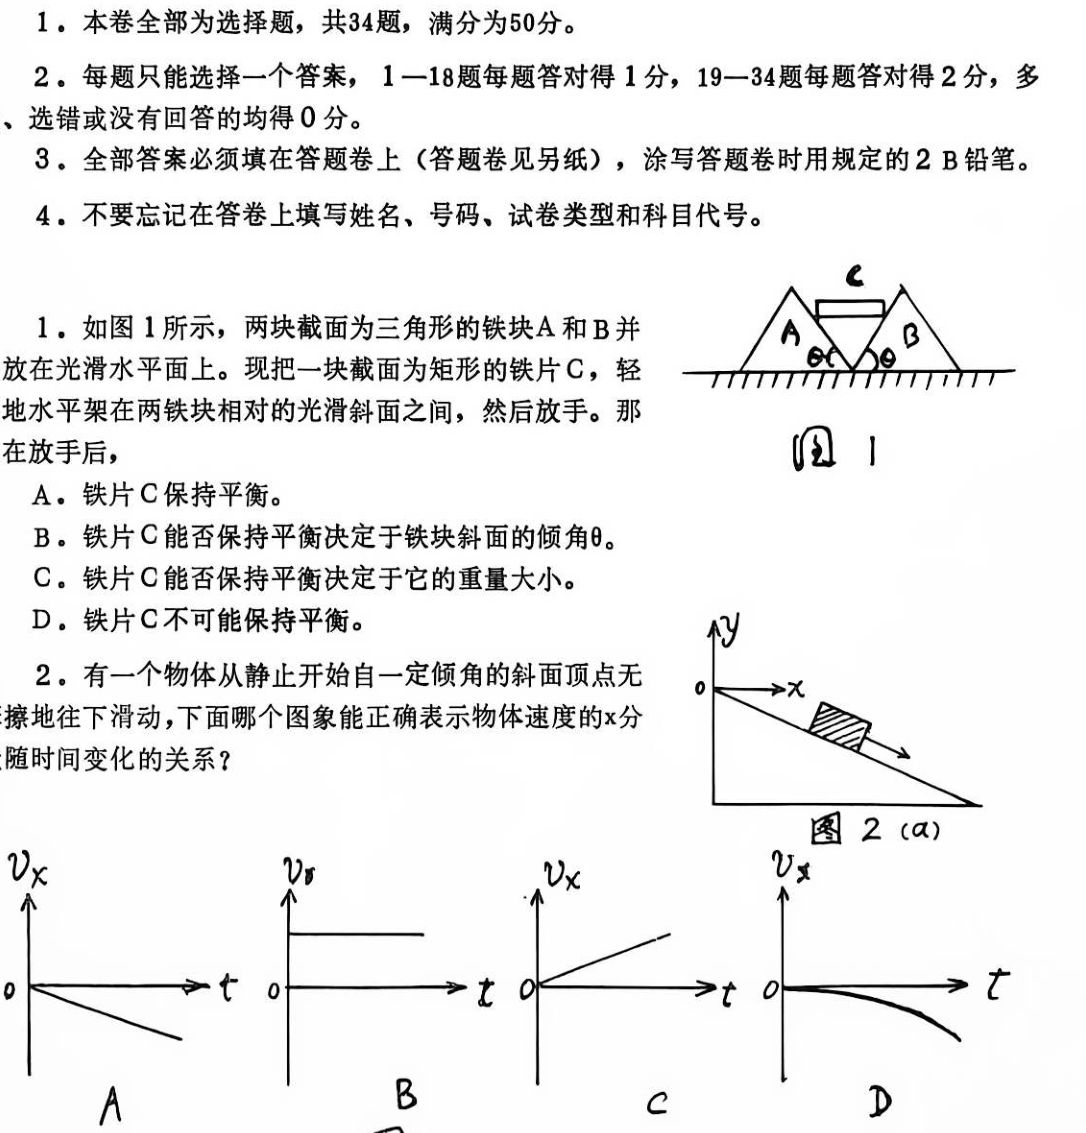 1。本卷全部为选择题，共34题，满分为50分。
2。每题只能选择一个答案， 1—18题每题答对得1分，19—34题每题答对得2分，多
、选错或没有回答的均得0分。
3。全部答案必须填在答题卷上（答题卷见另纸），涂写答题卷时用规定的2B铅笔。
4。不要忘记在答卷上填写姓名、号码、试卷类型和科目代号。
C
A B
θ θ
图 1
1。如图1所示，两块截面为三角形的铁块A和B并
放在光滑水平面上。现把一块截面为矩形的铁片C，轻
地水平架在两铁块相对的光滑斜面之间，然后放手。那
在放手后，
A。铁片C保持平衡。
B。铁片C能否保持平衡决定于铁块斜面的倾角θ。
C。铁片C能否保持平衡决定于它的重量大小。
D。铁片C不可能保持平衡。
2。有一个物体从静止开始自一定倾角的斜面顶点无
擦地往下滑动，下面哪个图象能正确表示物体速度的x分
随时间变化的关系？
y
0 x
图 2 (a)
υx υx υx υx
0 t 0 t 0 t 0 t
A B C D